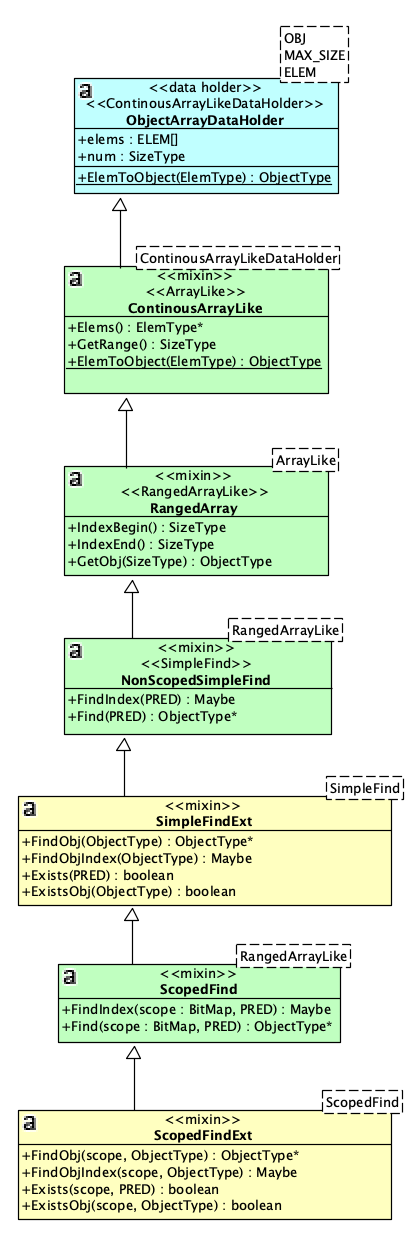 OBJ
MAX_SIZE
ELEM
a
<<data holder>>
<<ContinousArrayLikeDataHolder>>
ObjectArrayDataHolder
+elems : ELEM[]
+num : SizeType
+ElemToObject(ElemType) : ObjectType
ContinousArrayLikeDataHolder
a
<<mixin>>
<<ArrayLike>>
ContinousArrayLike
+Elems() : ElemType*
+GetRange() : SizeType
+ElemToObject(ElemType) : ObjectType
ArrayLike
a
<<mixin>>
<<RangedArrayLike>>
RangedArray
+IndexBegin() : SizeType
+IndexEnd() : SizeType
+GetObj(SizeType) : ObjectType
RangedArrayLike
a
<<mixin>>
<<SimpleFind>>
NonScopedSimpleFind
+FindIndex(PRED) : Maybe
+Find(PRED) : ObjectType*
SimpleFind
a
<<mixin>>
SimpleFindExt
+FindObj(ObjectType) : ObjectType*
+FindObjIndex(ObjectType) : Maybe
+Exists(PRED) : boolean
+ExistsObj(ObjectType) : boolean
RangedArrayLike
a
<<mixin>>
ScopedFind
+FindIndex(scope : BitMap, PRED) : Maybe
+Find(scope : BitMap, PRED) : ObjectType*
ScopedFind
a
<<mixin>>
ScopedFindExt
+FindObj(scope, ObjectType) : ObjectType*
+FindObjIndex(scope, ObjectType) : Maybe
+Exists(scope, PRED) : boolean
+ExistsObj(scope, ObjectType) : boolean